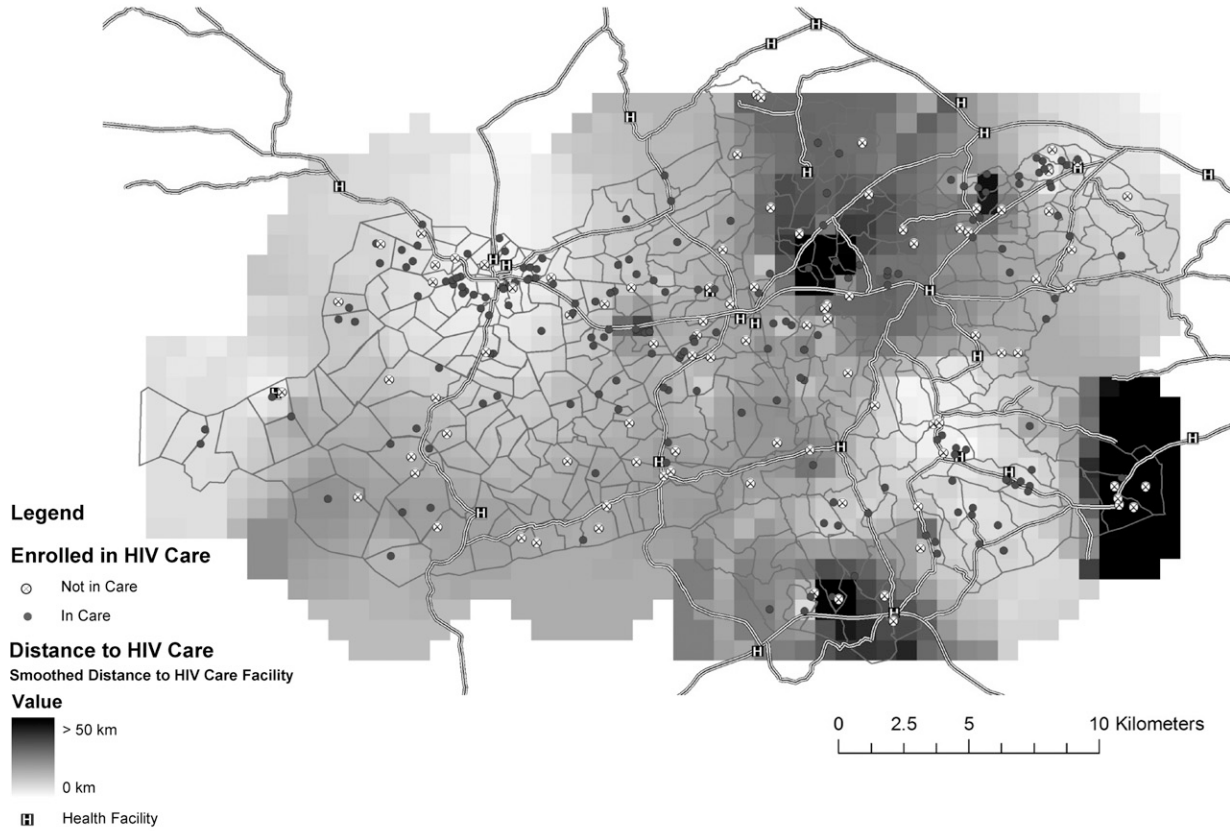 Legend
Enrolled in HIV Care
Not in Care
In Care
Distance to HIV Care
Smoothed Distance to HIV Care Facility
Value
> 50 km
0 km
H Health Facility
0 2.5 5 10 Kilometers